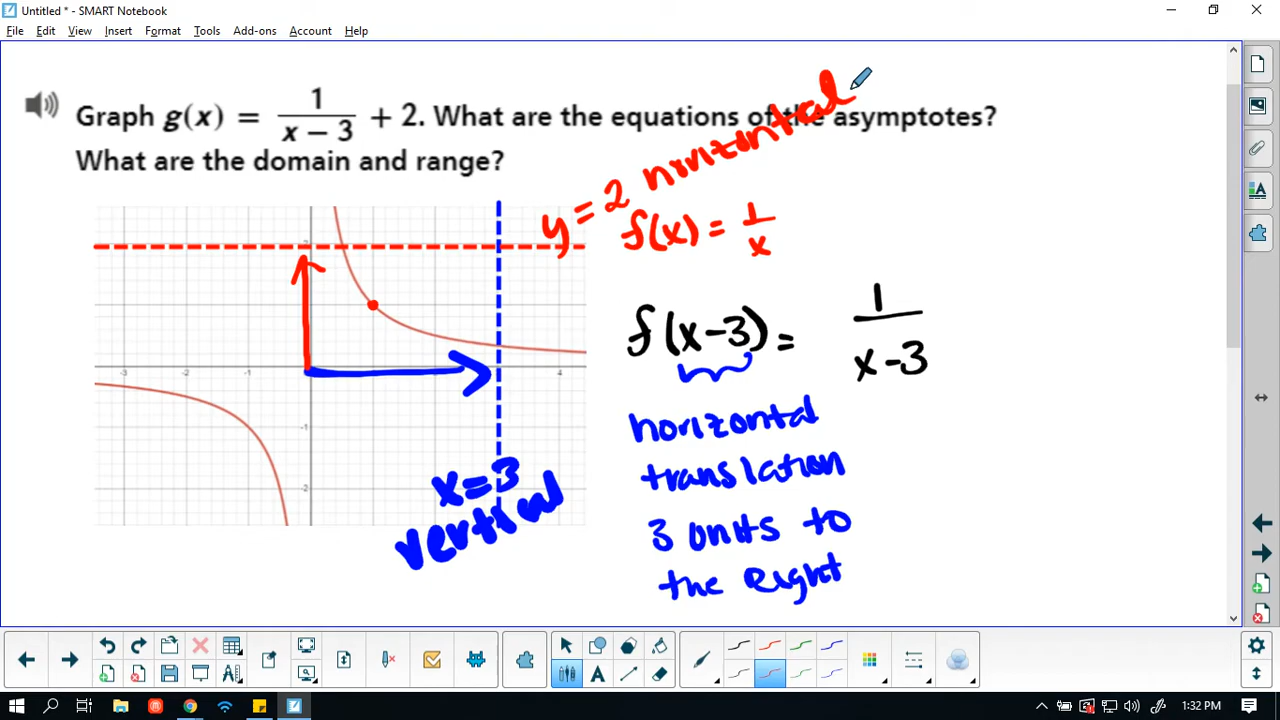 Untitled * - SMART Notebook
File Edit View Insert Format Tools Add-ons Account Help
Graph g(x) = 1/(x − 3) + 2. What are the equations of the asymptotes?
What are the domain and range?
y = 2 horizontal
f(x) = 1/x
f(x-3) = 1/(x-3)
horizontal
translation
3 units to
the right
x=3
vertical
-3 -2 -1 4
2
-1
-2
1:32 PM